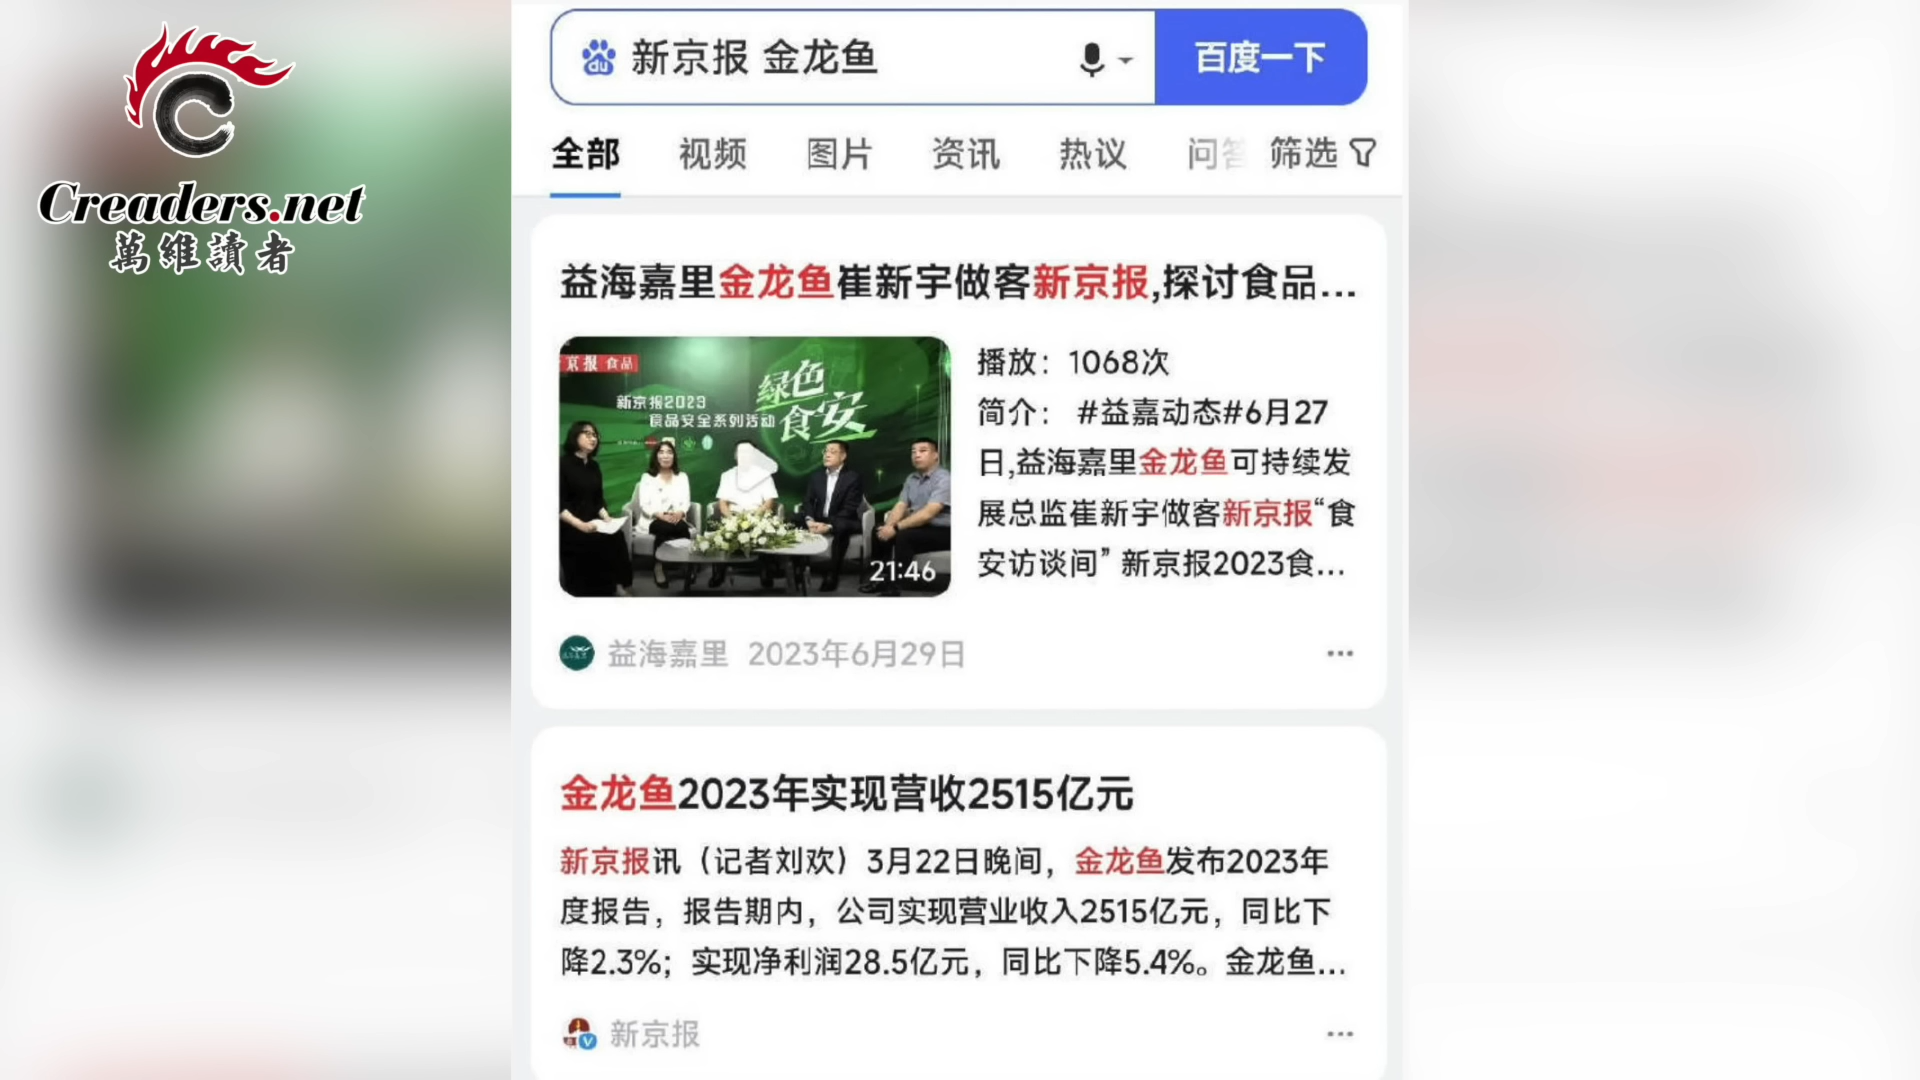 Creaders.net
萬維讀者
新京报 金龙鱼
百度一下
全部 视频 图片 资讯 热议 问答 筛选
益海嘉里金龙鱼崔新宇做客新京报,探讨食品...
京报 食品
绿色
食安
新京报2023
食品安全系列活动
21:46
播放：1068次
简介： #益嘉动态#6月27
日,益海嘉里金龙鱼可持续发
展总监崔新宇做客新京报“食
安访谈间” 新京报2023食...
益海嘉里 2023年6月29日
金龙鱼2023年实现营收2515亿元
新京报讯（记者刘欢）3月22日晚间，金龙鱼发布2023年
度报告，报告期内，公司实现营业收入2515亿元，同比下
降2.3%；实现净利润28.5亿元，同比下降5.4%。金龙鱼...
新京报